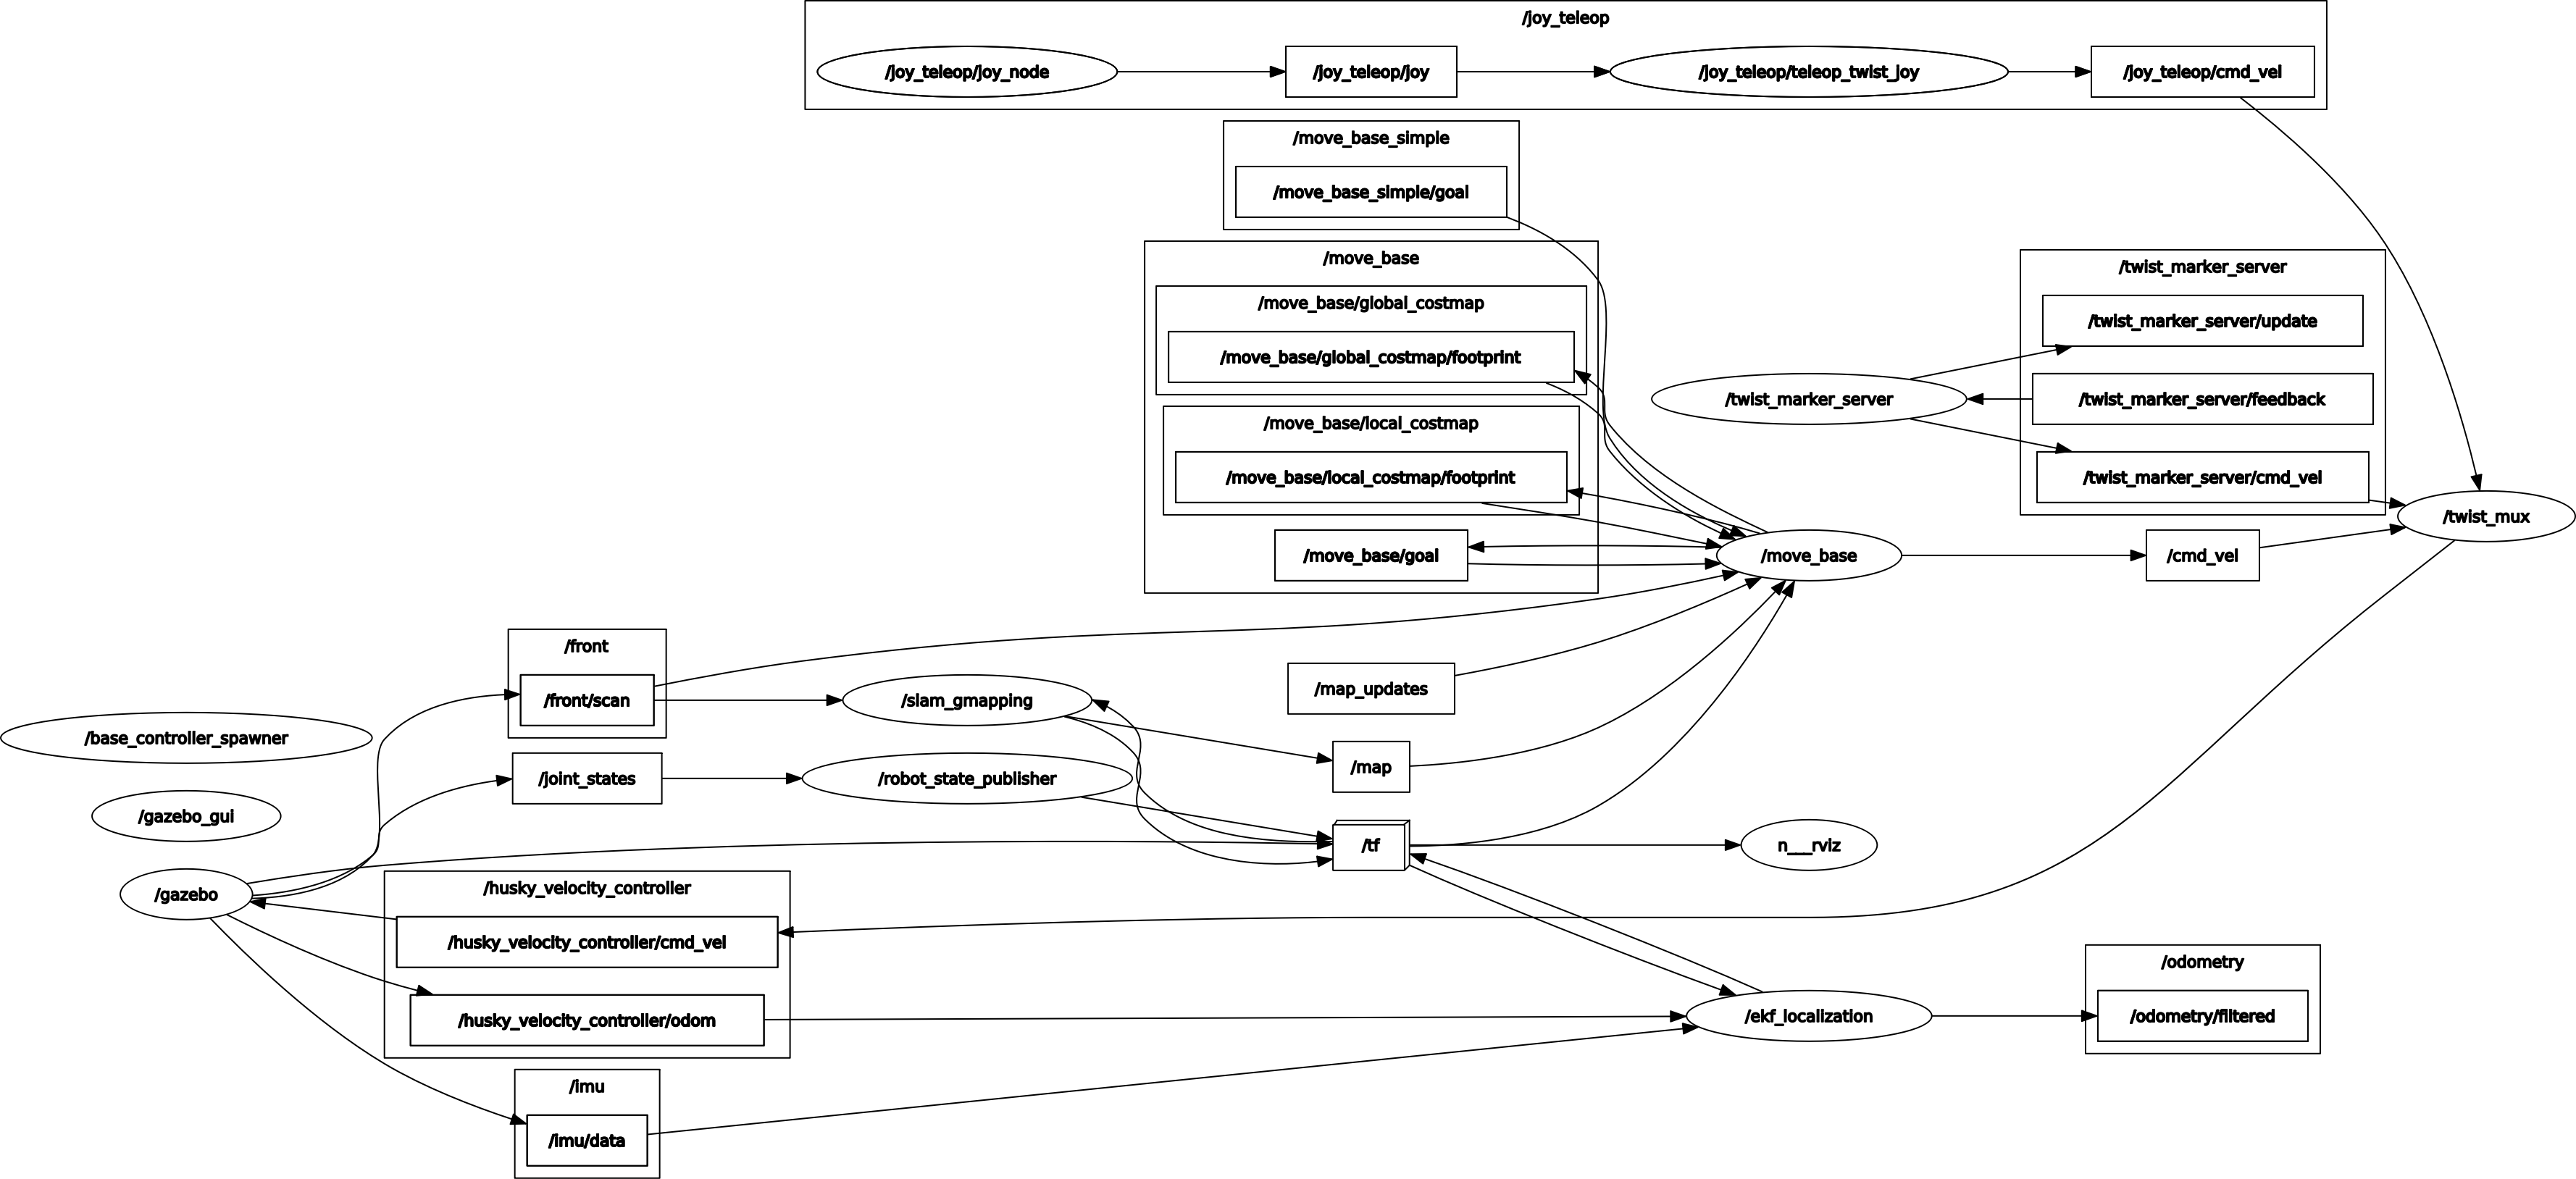 /joy_teleop
/joy_teleop/joy_node
/joy_teleop/joy
/joy_teleop/teleop_twist_joy
/joy_teleop/cmd_vel
/move_base_simple
/move_base_simple/goal
/move_base
/move_base/global_costmap
/move_base/global_costmap/footprint
/move_base/local_costmap
/move_base/local_costmap/footprint
/move_base/goal
/twist_marker_server
/twist_marker_server/update
/twist_marker_server
/twist_marker_server/feedback
/twist_marker_server/cmd_vel
/twist_mux
/move_base
/cmd_vel
/front
/front/scan
/slam_gmapping
/map_updates
/base_controller_spawner
/joint_states
/robot_state_publisher
/map
/gazebo_gui
/tf
n___rviz
/gazebo
/husky_velocity_controller
/husky_velocity_controller/cmd_vel
/husky_velocity_controller/odom
/ekf_localization
/odometry
/odometry/filtered
/imu
/imu/data